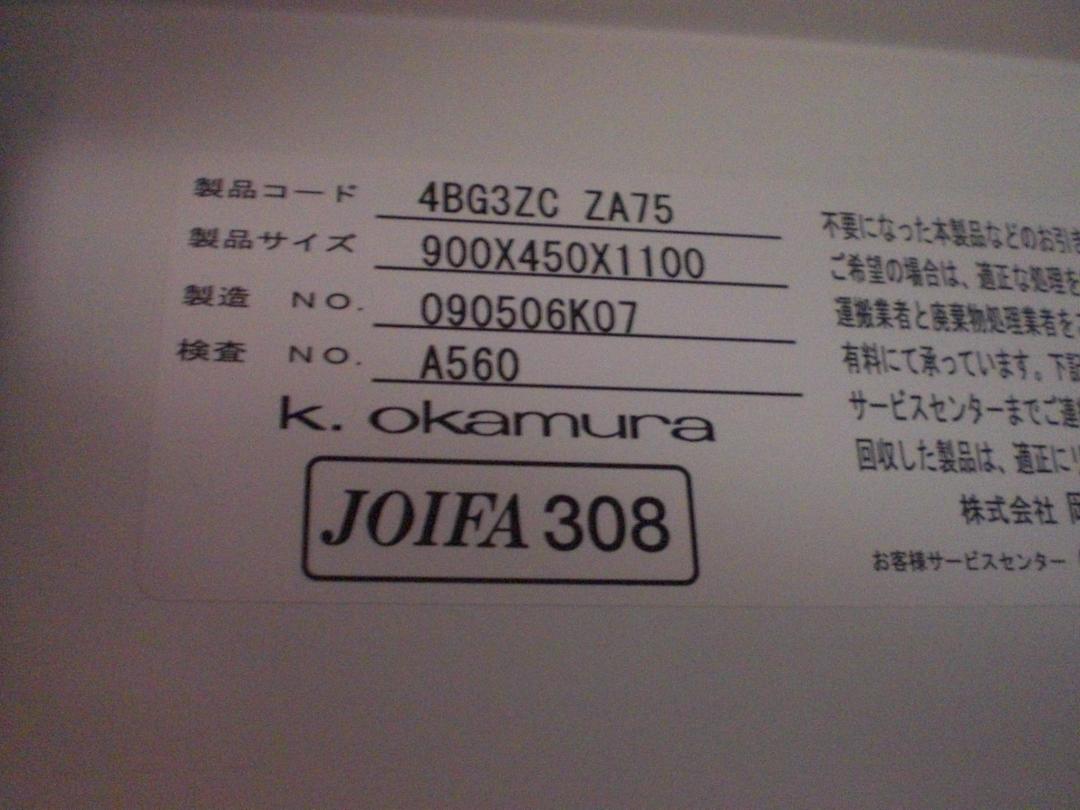 製品コード 4BG3ZC ZA75
製品サイズ 900X450X1100
製造 NO. 090506K07
検査 NO. A560
k. okamura
JOIFA 308
不要になった本製品などのお引き
ご希望の場合は、適正な処理を
運搬業者と廃棄物処理業者を
有料にて承っています。下記
サービスセンターまでご連
回収した製品は、適正に
株式会社
お客様サービスセンター